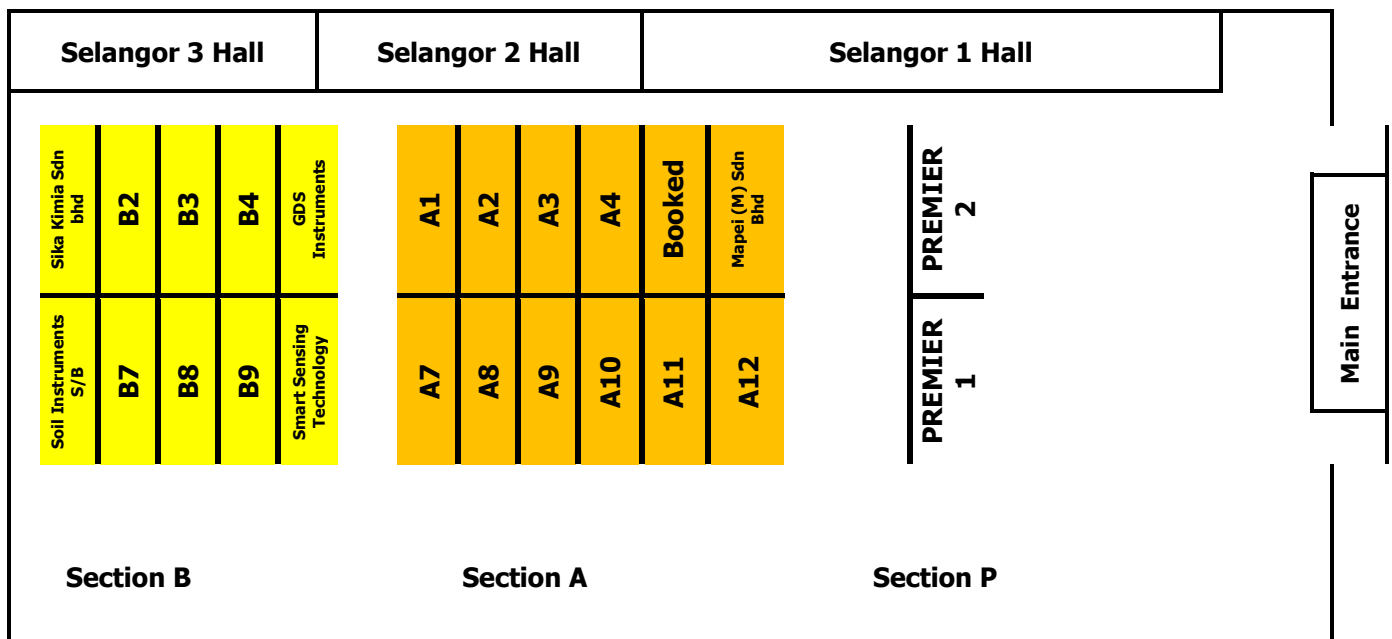 Selangor 3 Hall
Selangor 2 Hall
Selangor 1 Hall
Sika Kimia Sdn
bhd
B2
B3
B4
GDS
Instruments
A1
A2
A3
A4
Booked
Mapei (M) Sdn
Bhd
PREMIER
2
Main Entrance
Soil Instruments
S/B
B7
B8
B9
Smart Sensing
Technology
A7
A8
A9
A10
A11
A12
PREMIER
1
Section B
Section A
Section P